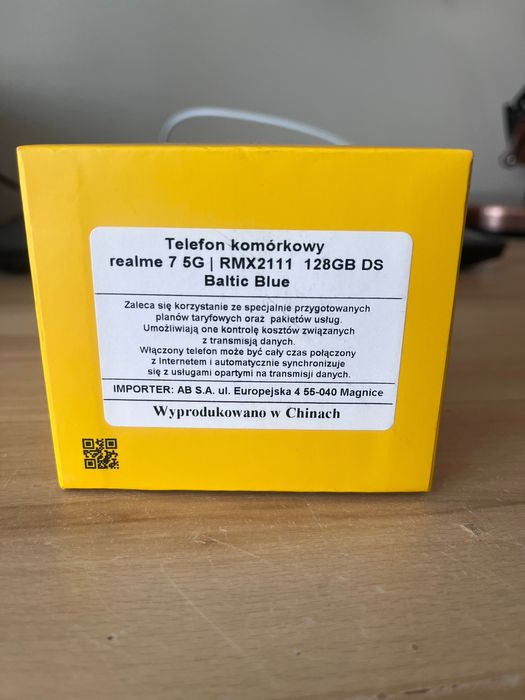 Telefon komórkowy
realme 7 5G | RMX2111 128GB DS
Baltic Blue
Zaleca się korzystanie ze specjalnie przygotowanych
planów taryfowych oraz pakietów usług.
Umożliwiają one kontrolę kosztów związanych
z transmisją danych.
Włączony telefon może być cały czas połączony
z Internetem i automatycznie synchronizuje
się z usługami opartymi na transmisji danych.
IMPORTER: AB S.A. ul. Europejska 4 55-040 Magnice
Wyprodukowano w Chinach